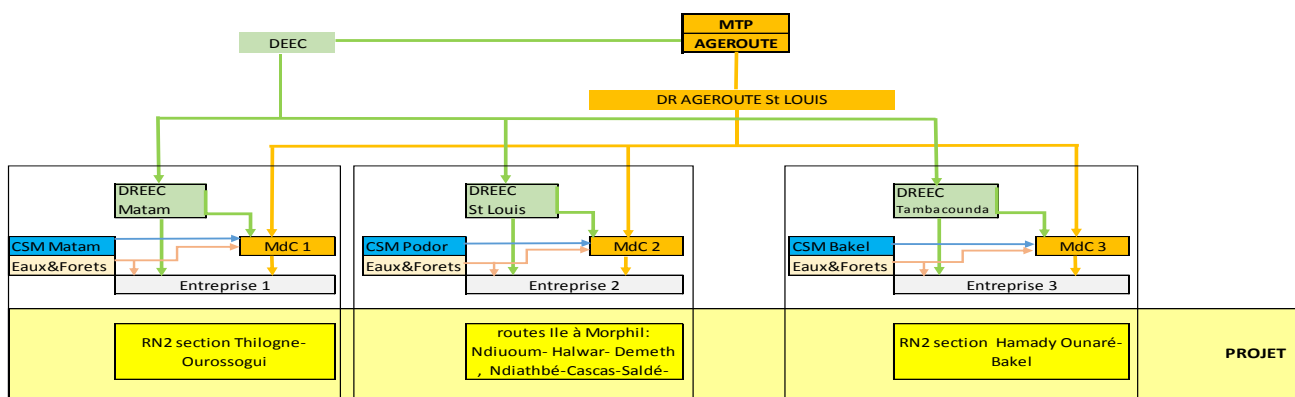 MTP
DEEC
AGEROUTE
DR AGEROUTE St LOUIS
DREEC
Matam
CSM Matam
MdC 1
Eaux&Forets
Entreprise 1
DREEC
St Louis
CSM Podor
MdC 2
Eaux&Forets
Entreprise 2
DREEC
Tambacounda
CSM Bakel
MdC 3
Eaux&Forets
Entreprise 3
RN2 section Thilogne-
Ourossogui
routes Ile à Morphil:
Ndiuoum- Halwar- Demeth
, Ndiathbé-Cascas-Saldé-
RN2 section Hamady Ounaré-
Bakel
PROJET